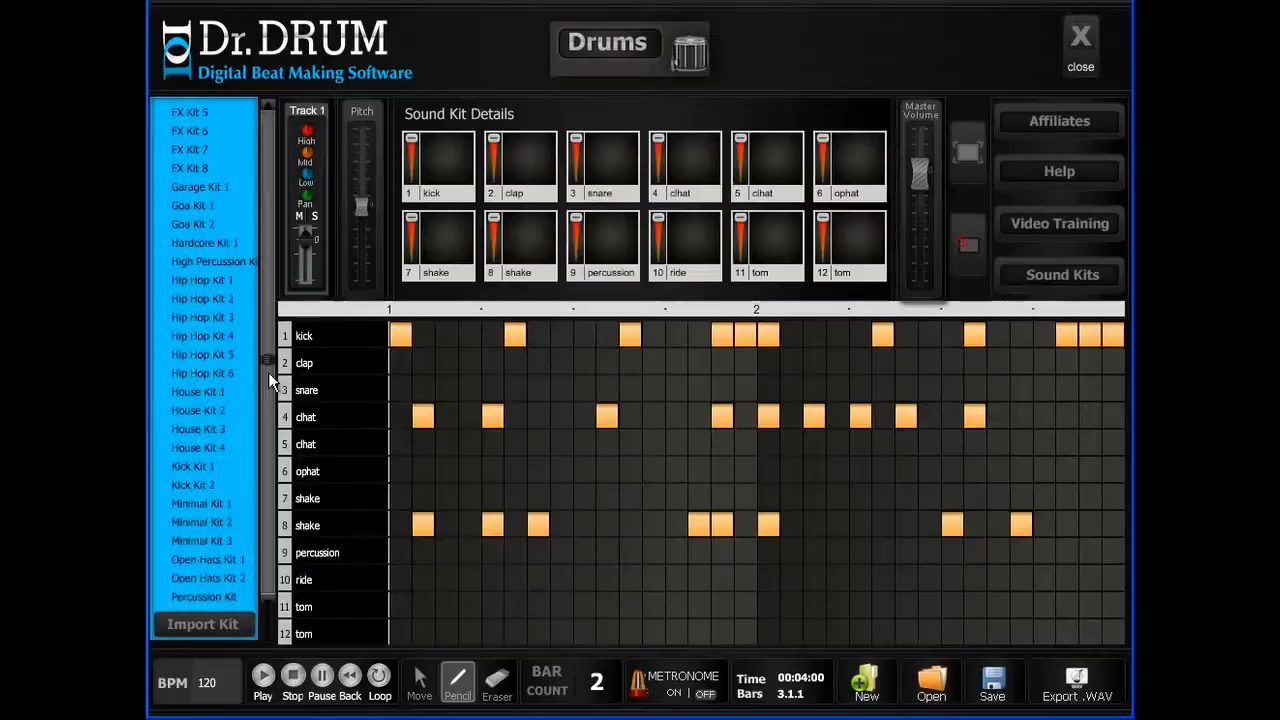 Dr.DRUM
Digital Beat Making Software
Drums
X
close
FX Kit 5
FX Kit 6
FX Kit 7
FX Kit 8
Garage Kit 1
Goa Kit 1
Goa Kit 2
Hardcore Kit 1
High Percussion Ki
Hip Hop Kit 1
Hip Hop Kit 2
Hip Hop Kit 3
Hip Hop Kit 4
Hip Hop Kit 5
Hip Hop Kit 6
House Kit 1
House Kit 2
House Kit 3
House Kit 4
Kick Kit 1
Kick Kit 2
Minimal Kit 1
Minimal Kit 2
Minimal Kit 3
Open Hats Kit 1
Open Hats Kit 2
Percussion Kit
Import Kit
Track 1
High
Mid
Low
Pan
M S
0
Pitch
0
Sound Kit Details
1 kick
2 clap
3 snare
4 clhat
5 clhat
6 ophat
7 shake
8 shake
9 percussion
10 ride
11 tom
12 tom
Master
Volume
0
Affiliates
Help
Video Training
Sound Kits
1 2
1 kick
2 clap
3 snare
4 clhat
5 clhat
6 ophat
7 shake
8 shake
9 percussion
10 ride
11 tom
12 tom
BPM 120
Play Stop Pause Back Loop
Move Pencil Eraser
BAR
COUNT 2
METRONOME
ON | OFF
Time 00:04:00
Bars 3.1.1
New
Open
Save
Export .WAV